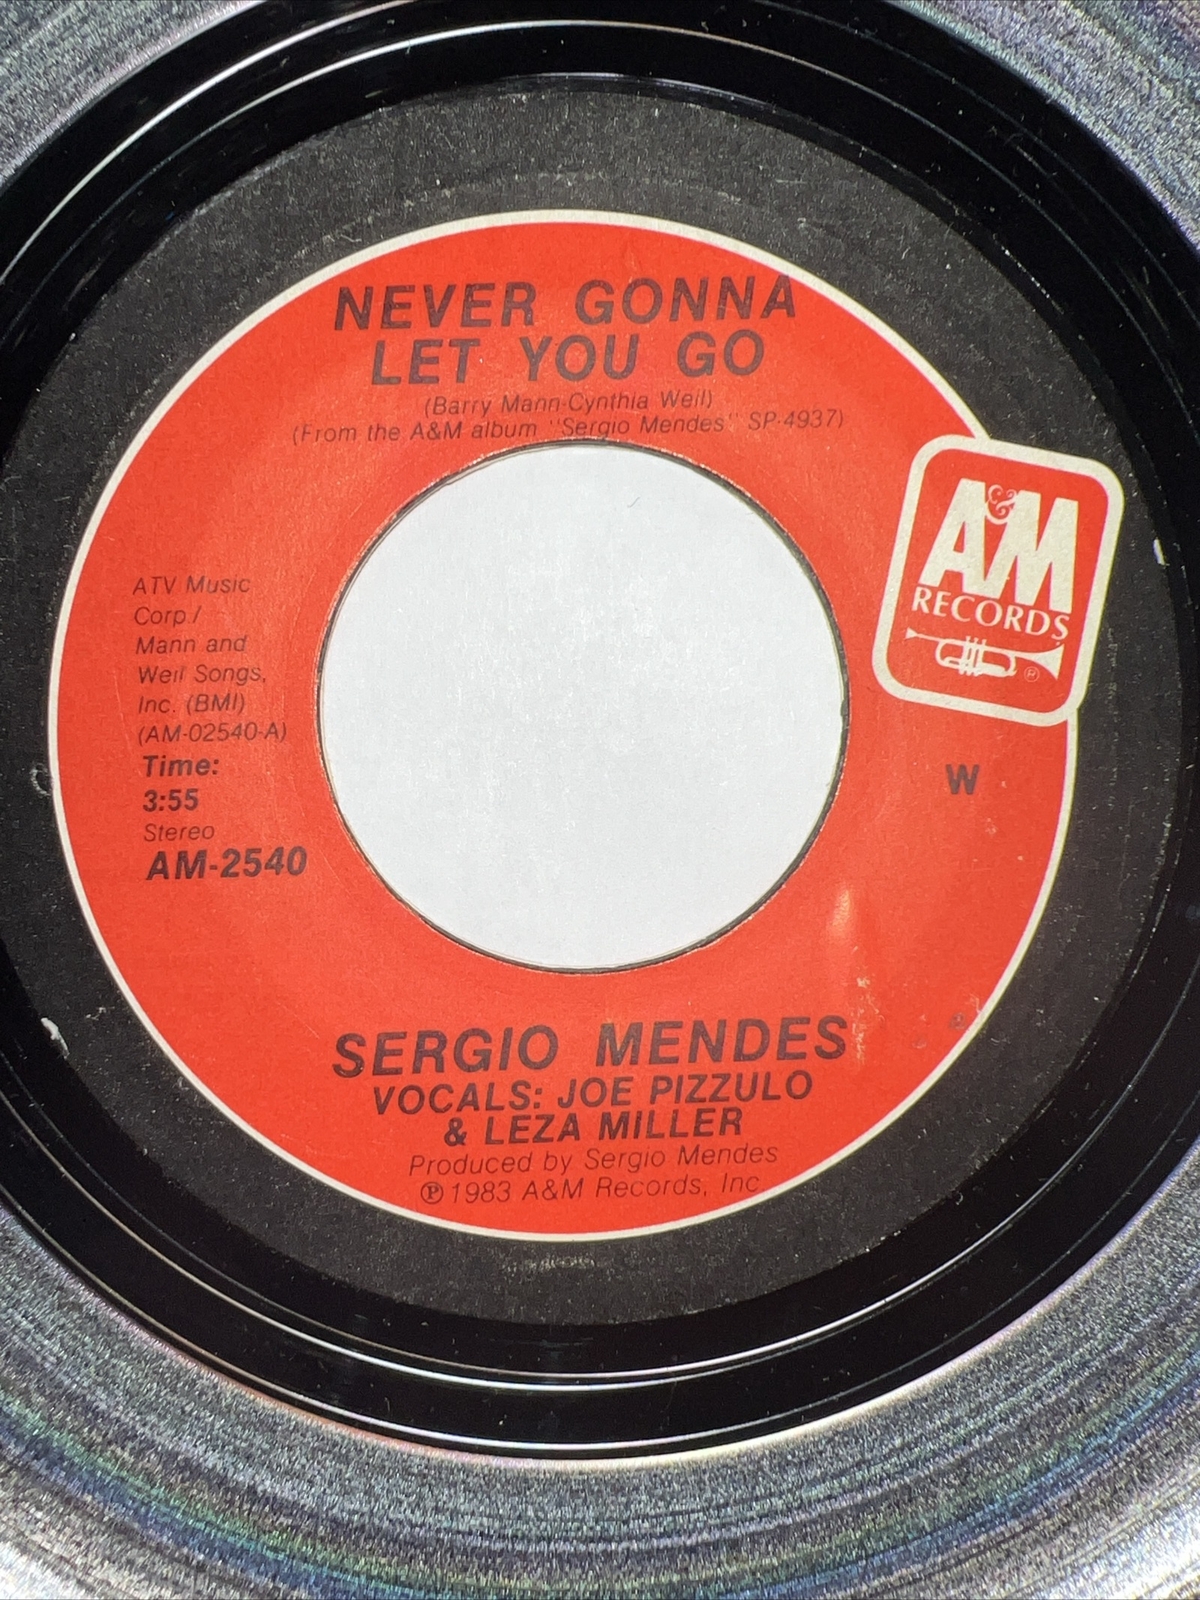 NEVER GONNA
LET YOU GO
(Barry Mann-Cynthia Weil)
(From the A&M album "Sergio Mendes" SP-4937)
A&M
RECORDS
®
ATV Music
Corp./
Mann and
Weil Songs,
Inc. (BMI)
(AM-02540-A)
Time:
3:55
Stereo
AM-2540
W
SERGIO MENDES
VOCALS: JOE PIZZULO
& LEZA MILLER
Produced by Sergio Mendes
℗ 1983 A&M Records, Inc